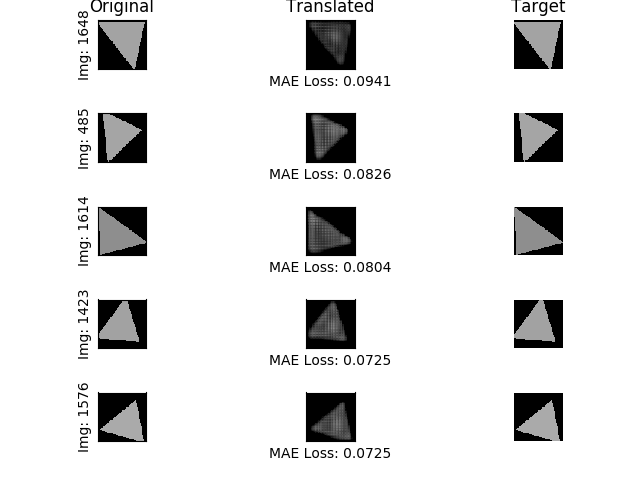 Original Translated Target
Img: 1648
MAE Loss: 0.0941
Img: 485
MAE Loss: 0.0826
Img: 1614
MAE Loss: 0.0804
Img: 1423
MAE Loss: 0.0725
Img: 1576
MAE Loss: 0.0725